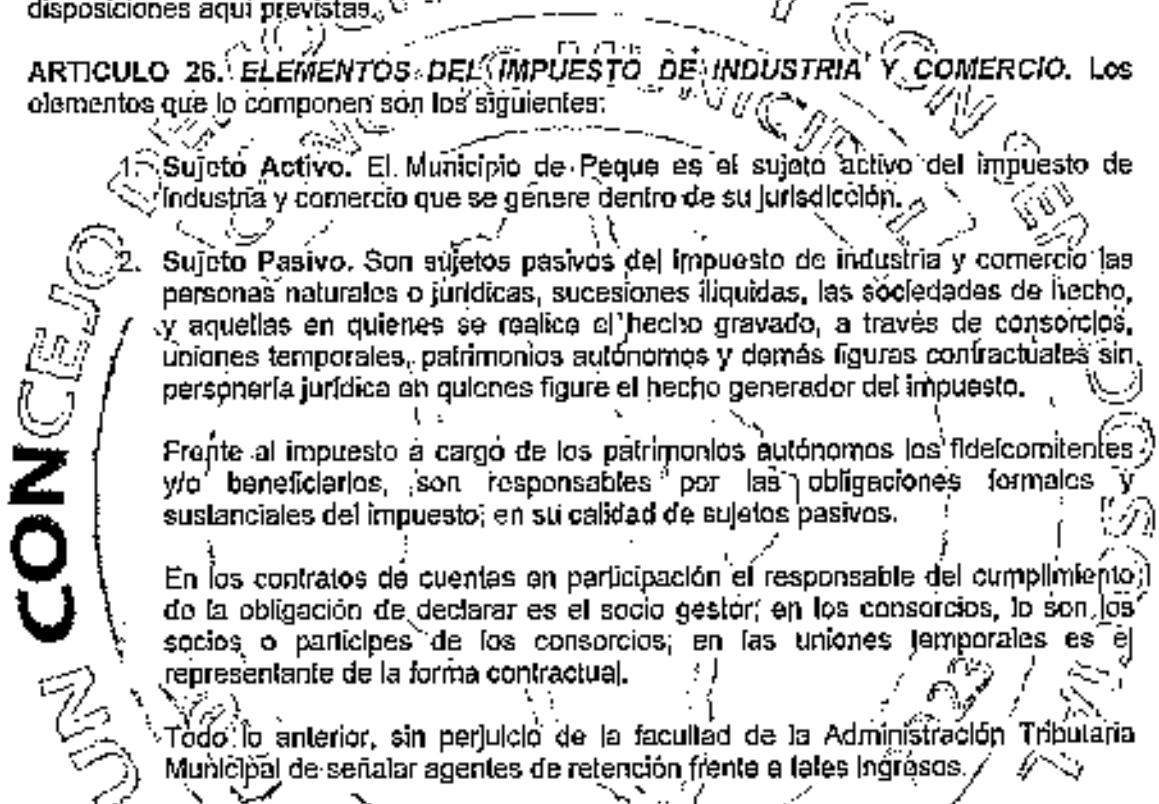 disposiciones aquí previstas.
ARTICULO 26. ELEMENTOS DEL IMPUESTO DE INDUSTRIA Y COMERCIO. Los
elementos que lo componen son los siguientes:
1. Sujeto Activo. El Municipio de Peque es el sujeto activo del impuesto de
Industria y comercio que se genere dentro de su jurisdicción.
2. Sujeto Pasivo. Son sujetos pasivos del impuesto de industria y comercio las
personas naturales o jurídicas, sucesiones ilíquidas, las sociedades de hecho,
y aquellas en quienes se realice el hecho gravado, a través de consorcios,
uniones temporales, patrimonios autónomos y demás figuras contractuales sin
personería jurídica en quienes figure el hecho generador del impuesto.
Frente al impuesto a cargo de los patrimonios autónomos los fideicomitentes
y/o beneficiarios, son responsables por las obligaciones formales y
sustanciales del impuesto; en su calidad de sujetos pasivos.
En los contratos de cuentas en participación el responsable del cumplimiento
de la obligación de declarar es el socio gestor; en los consorcios, lo son los
socios o partícipes de los consorcios; en las uniones temporales es el
representante de la forma contractual.
Todo lo anterior, sin perjuicio de la facultad de la Administración Tributaria
Municipal de señalar agentes de retención frente a tales ingresos.
UN CONCEJO DE